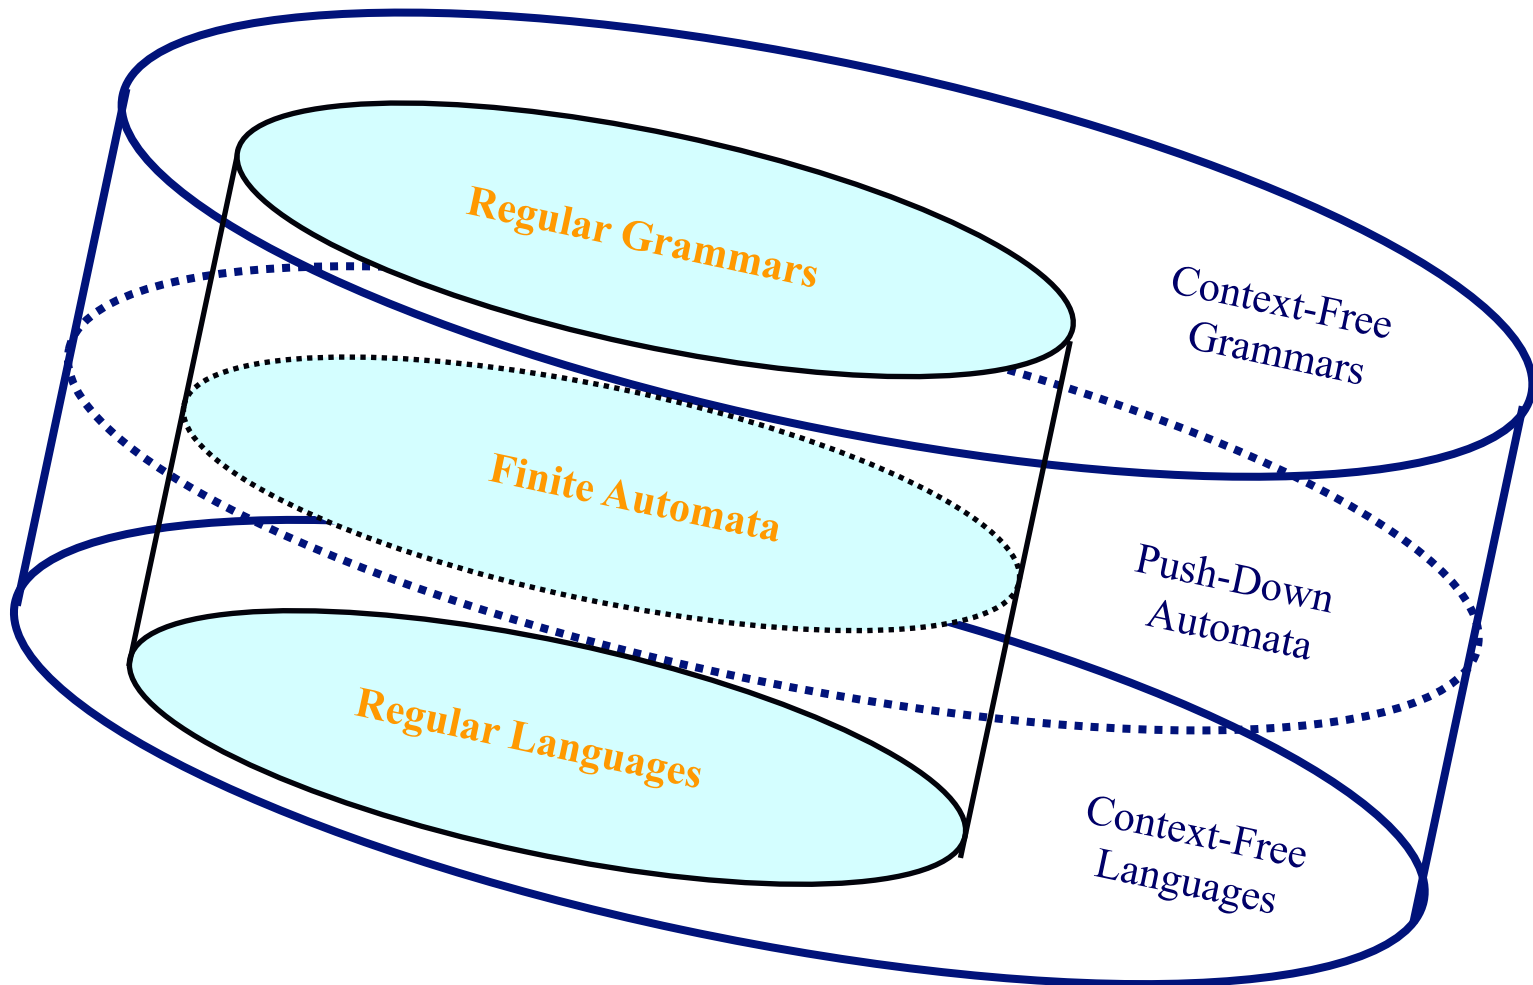 Regular Grammars
Context-Free
Grammars
Finite Automata
Push-Down
Automata
Regular Languages
Context-Free
Languages